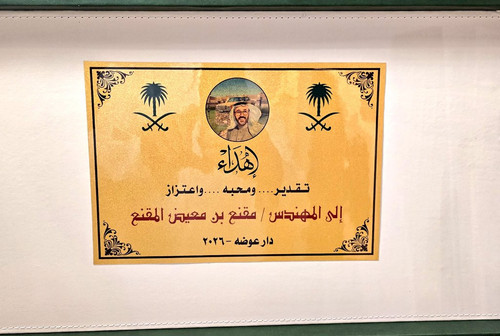 إهداء
تقدير.... ومحبه .... واعتزاز
إلى المهندس / مقنع بن معيض المقنع
دار عوضه - ٢٠٢٦